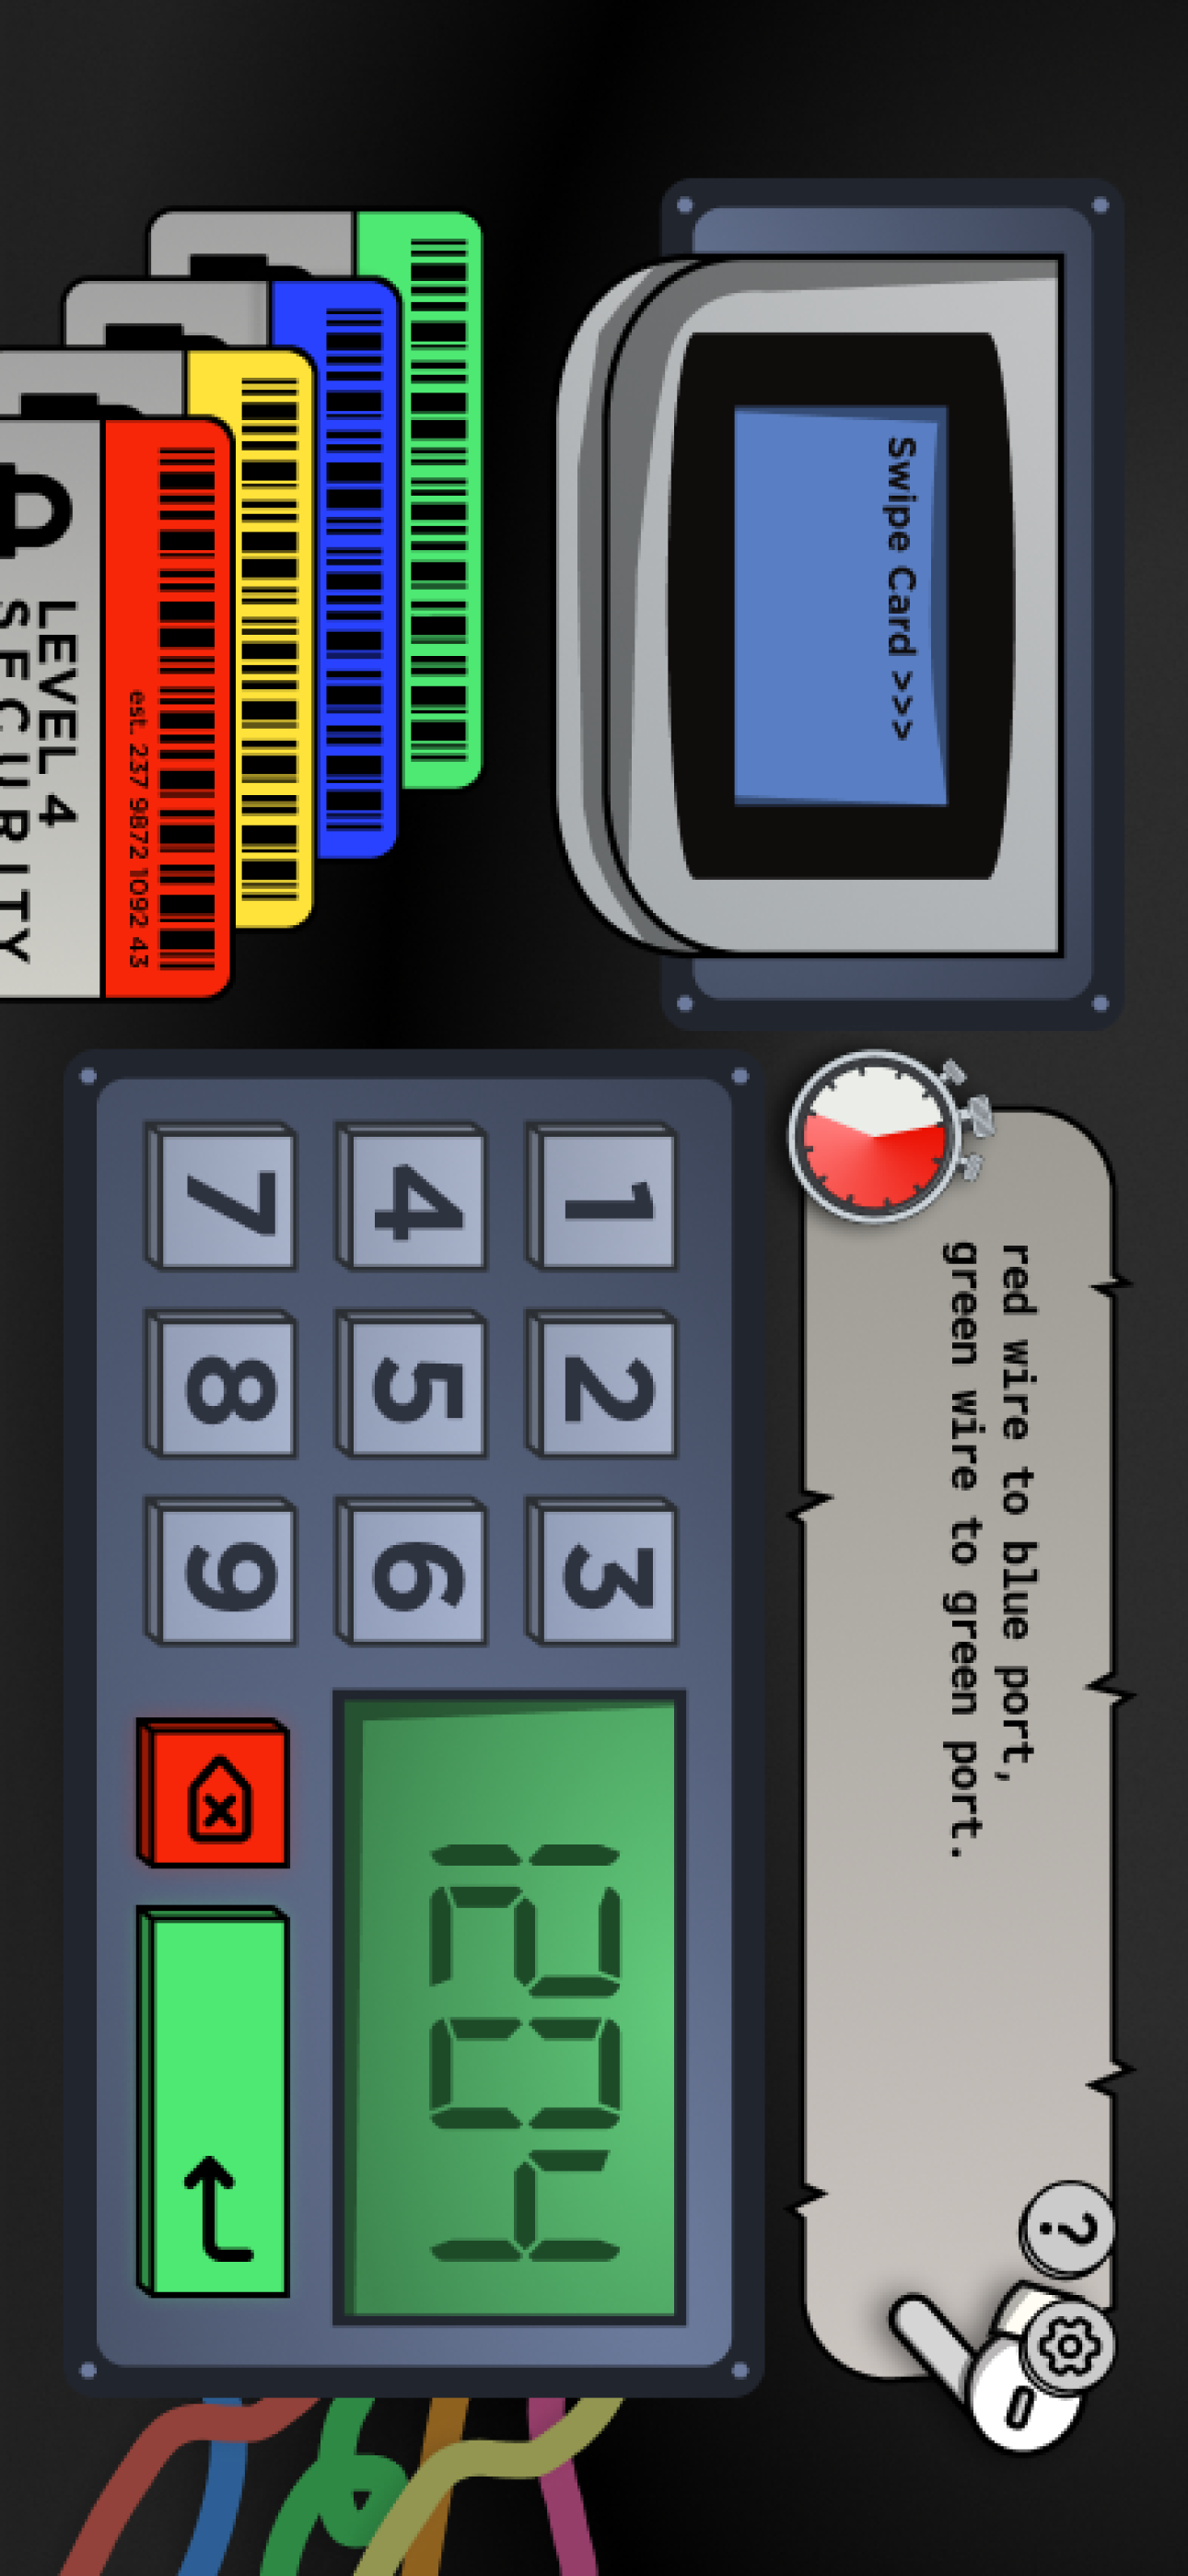 Swipe Card >>>
LEVEL 4
SECURITY
est. 237 9872 1092 43
red wire to blue port,
green wire to green port.
?
1 2 3
4 5 6
7 8 9
1204